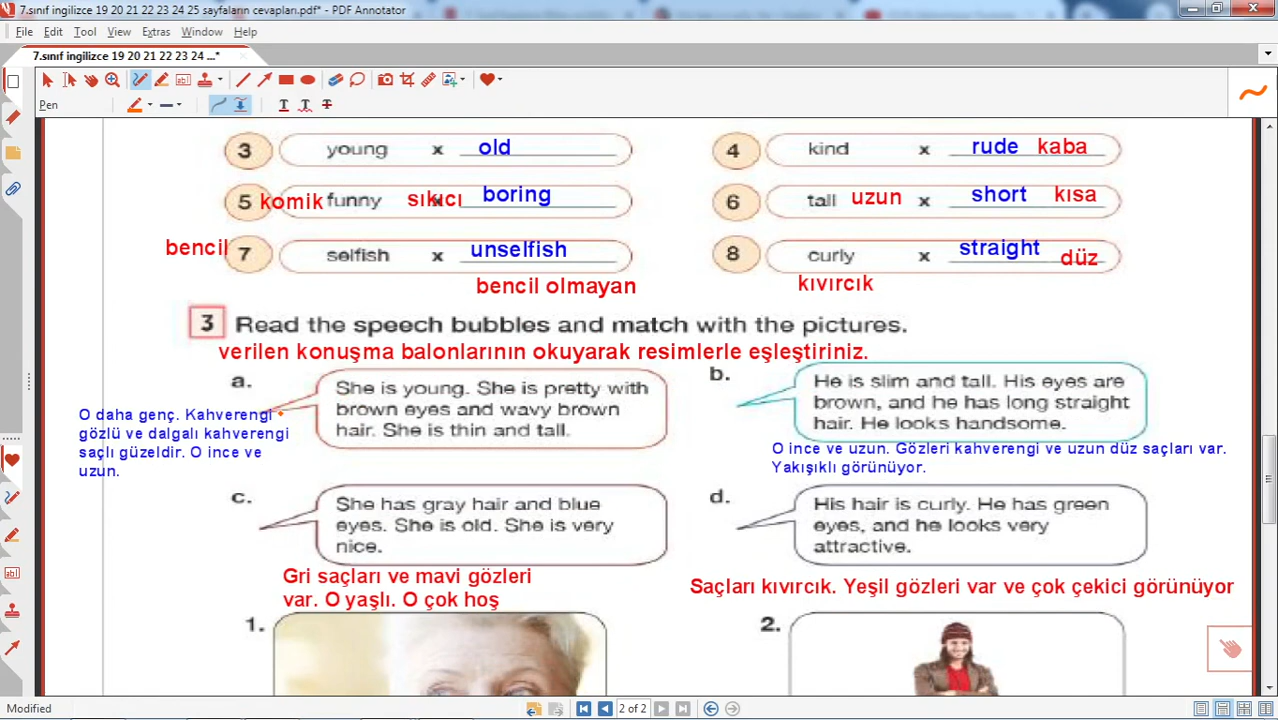 7.sınıf ingilizce 19 20 21 22 23 24 25 sayfaların cevapları.pdf* - PDF Annotator
File Edit Tool View Extras Window Help
7.sınıf ingilizce 19 20 21 22 23 24 ...*
Pen
3 young x old
4 kind x rude kaba
5 komik funny sıkıcı x boring
6 tall uzun x short kısa
bencil 7 selfish x unselfish
8 curly x straight düz
bencil olmayan
kıvırcık
3 Read the speech bubbles and match with the pictures.
verilen konuşma balonlarının okuyarak resimlerle eşleştiriniz.
a.
She is young. She is pretty with
brown eyes and wavy brown
hair. She is thin and tall.
O daha genç. Kahverengi
gözlü ve dalgalı kahverengi
saçlı güzeldir. O ince ve
uzun.
b.
He is slim and tall. His eyes are
brown, and he has long straight
hair. He looks handsome.
O ince ve uzun. Gözleri kahverengi ve uzun düz saçları var.
Yakışıklı görünüyor.
c.
She has gray hair and blue
eyes. She is old. She is very
nice.
Gri saçları ve mavi gözleri
var. O yaşlı. O çok hoş
d.
His hair is curly. He has green
eyes, and he looks very
attractive.
Saçları kıvırcık. Yeşil gözleri var ve çok çekici görünüyor
1.
2.
Modified
2 of 2